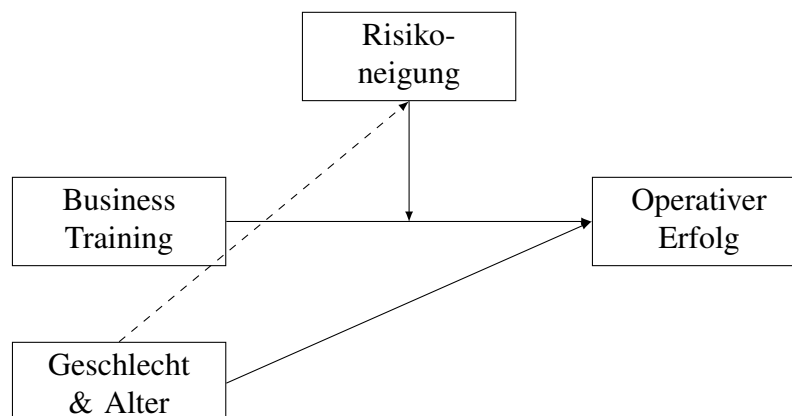 Risiko-
neigung
Business
Training
Operativer
Erfolg
Geschlecht
& Alter